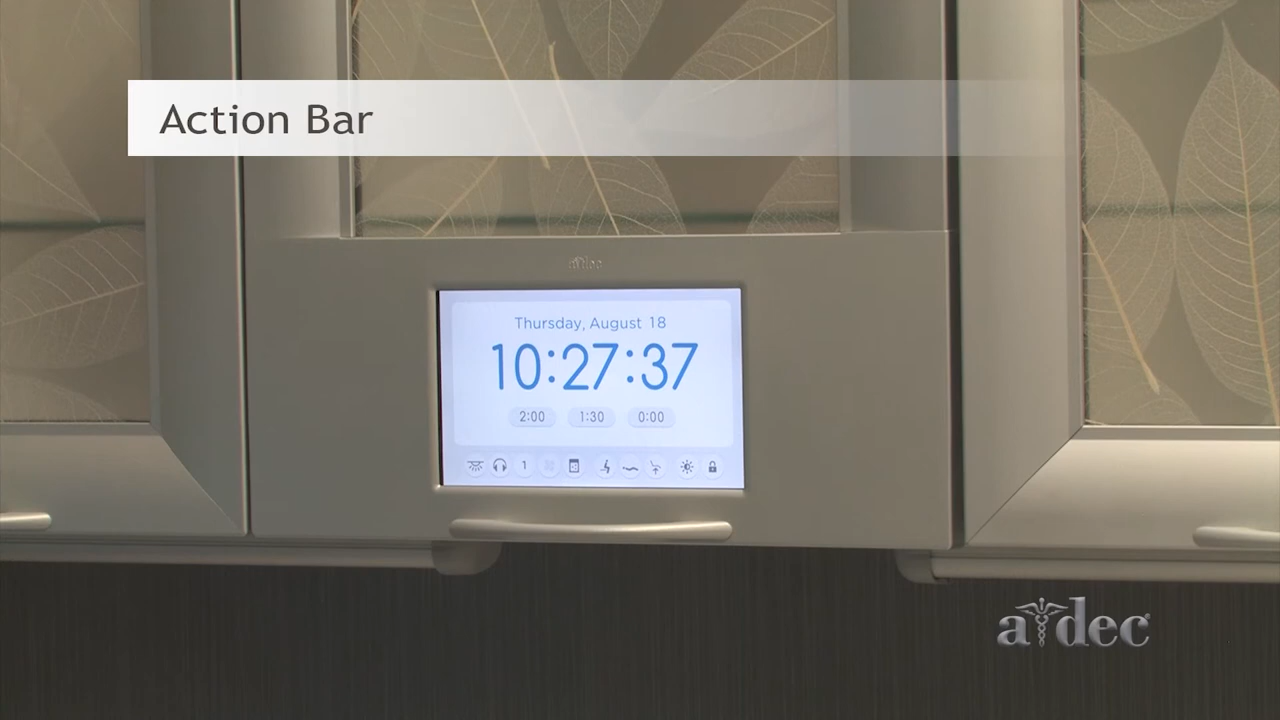 Action Bar
a dec
Thursday, August 18
10:27:37
2:00 1:30 0:00
1
a dec